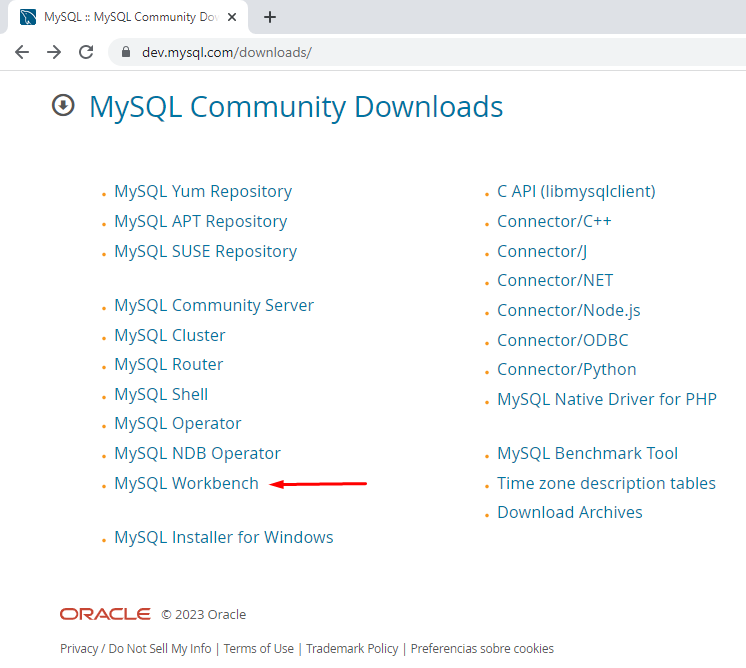 MySQL :: MySQL Community Dov
dev.mysql.com/downloads/
MySQL Community Downloads
MySQL Yum Repository
MySQL APT Repository
MySQL SUSE Repository
MySQL Community Server
MySQL Cluster
MySQL Router
MySQL Shell
MySQL Operator
MySQL NDB Operator
MySQL Workbench
MySQL Installer for Windows
C API (libmysqlclient)
Connector/C++
Connector/J
Connector/NET
Connector/Node.js
Connector/ODBC
Connector/Python
MySQL Native Driver for PHP
MySQL Benchmark Tool
Time zone description tables
Download Archives
ORACLE © 2023 Oracle
Privacy / Do Not Sell My Info | Terms of Use | Trademark Policy | Preferencias sobre cookies